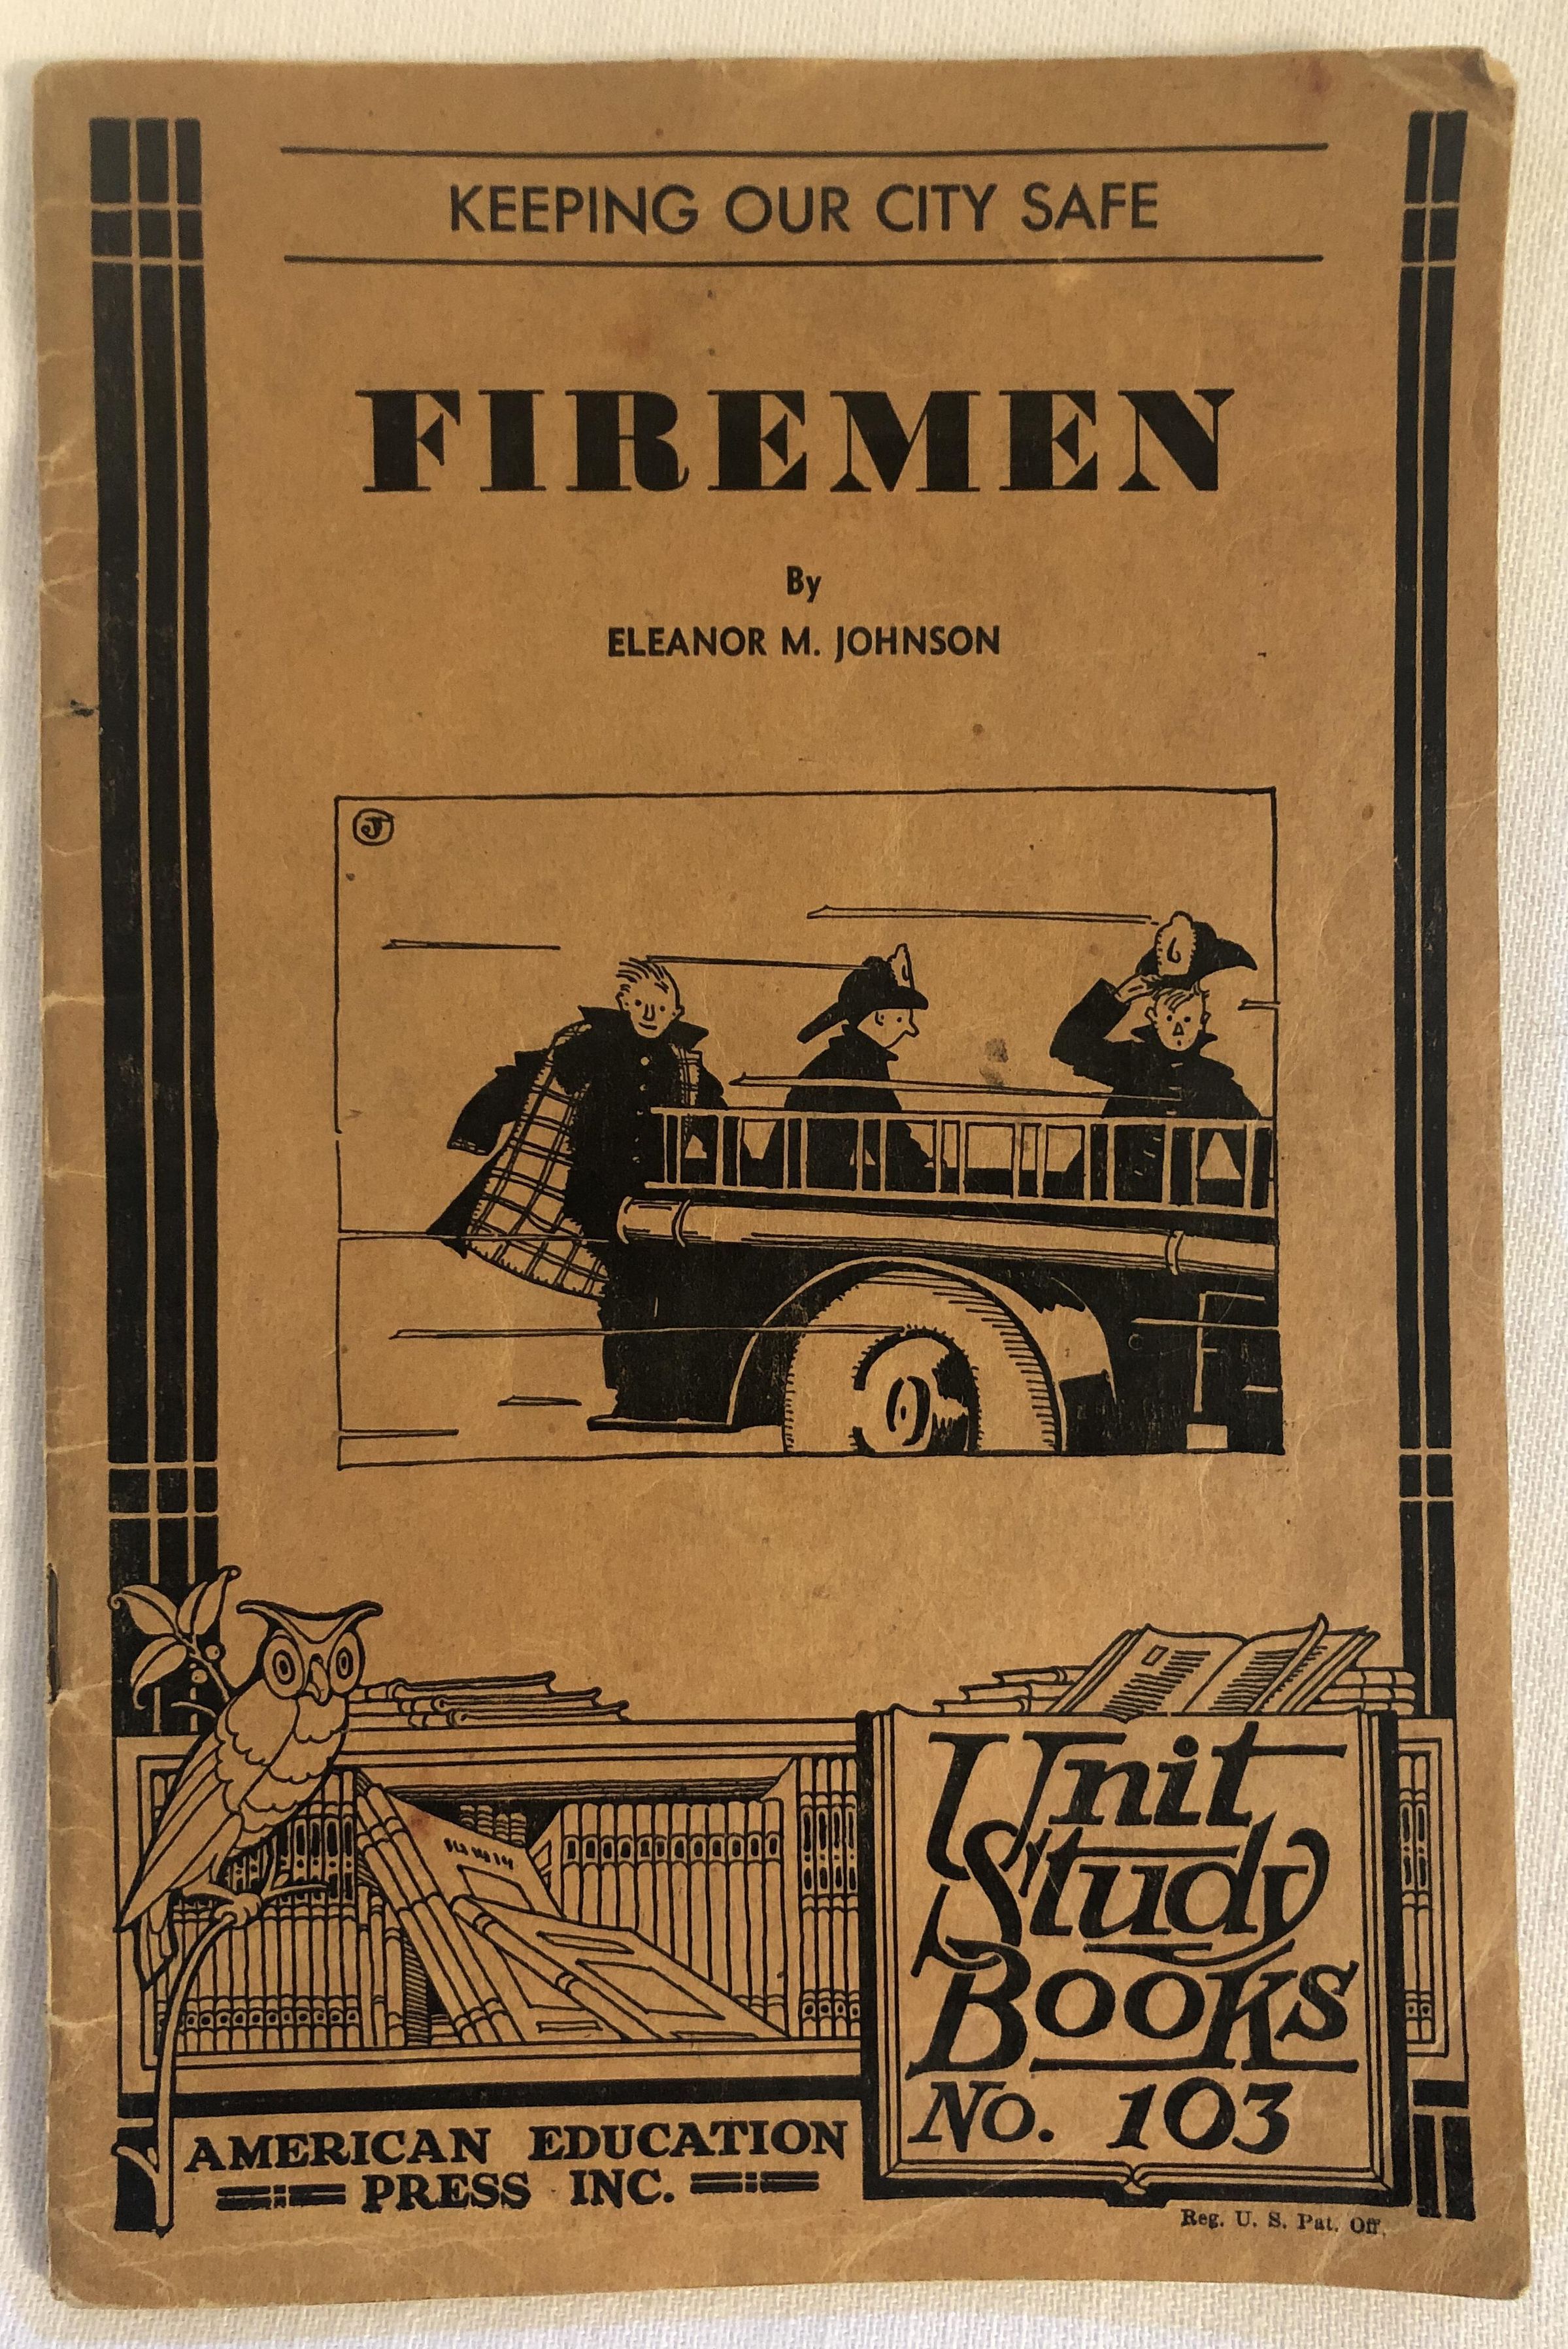 KEEPING OUR CITY SAFE
FIREMEN
By
ELEANOR M. JOHNSON
J
Unit
Study
Books
No. 103
AMERICAN EDUCATION
PRESS INC.
Reg. U. S. Pat. Off.